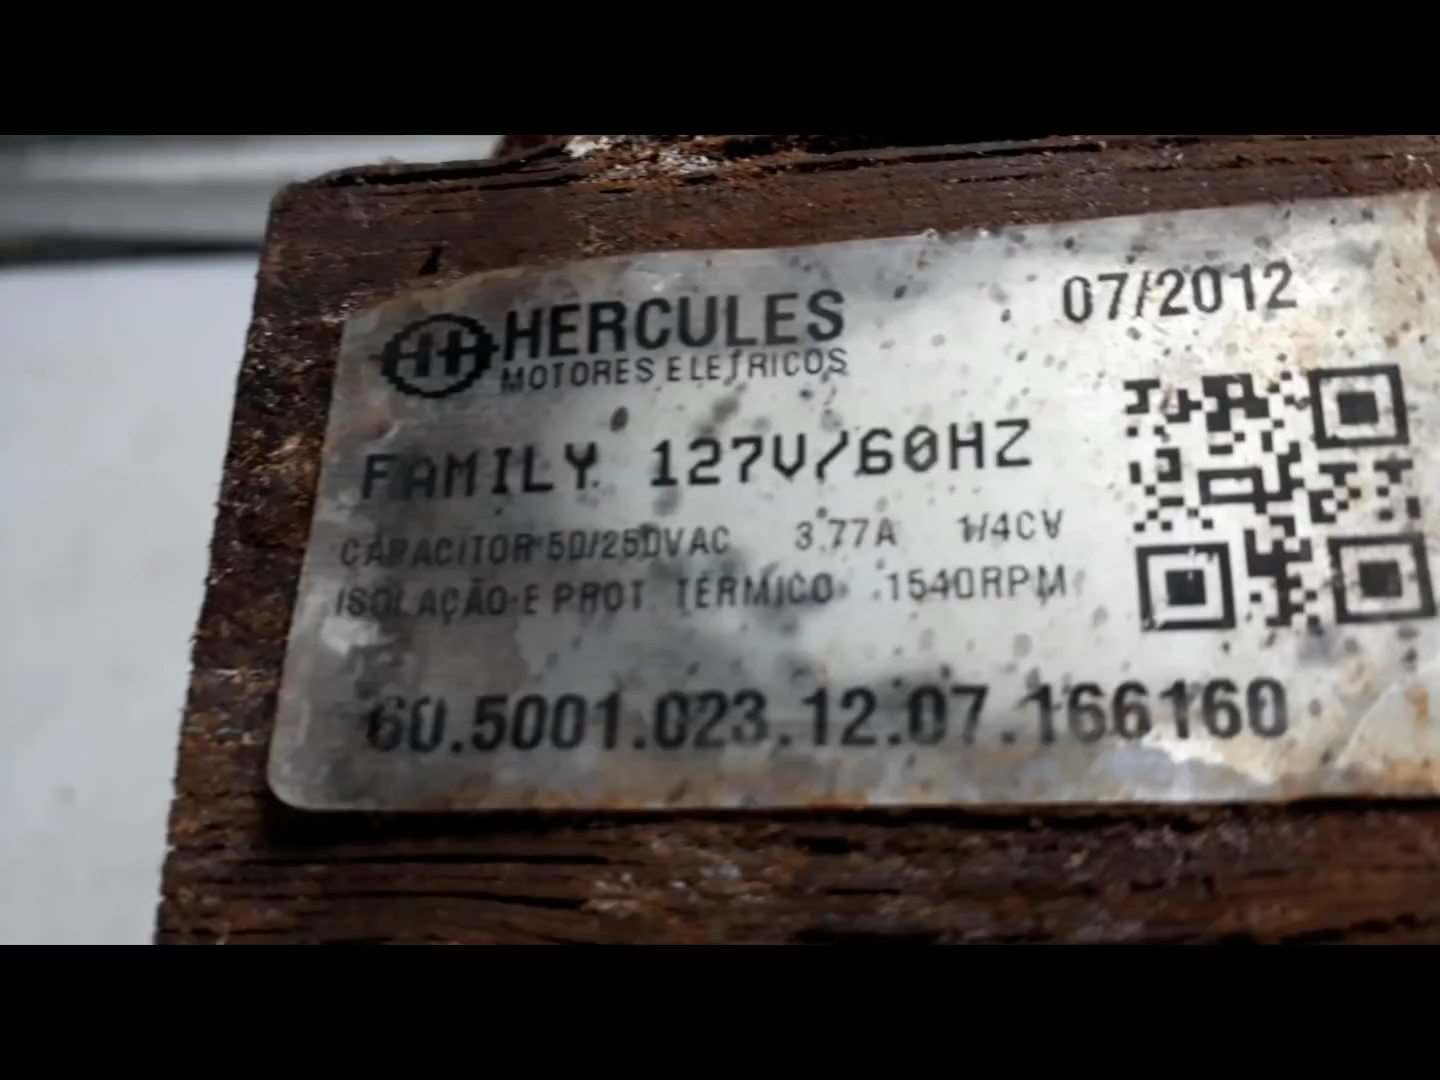 HERCULES
MOTORES ELETRICOS
07/2012
FAMILY 127V/60HZ
CAPACITOR 50/250VAC 3.77A 1/4CV
ISOLAÇÃO E PROT TERMICO 1540RPM
60.5001.023.12.07.166160